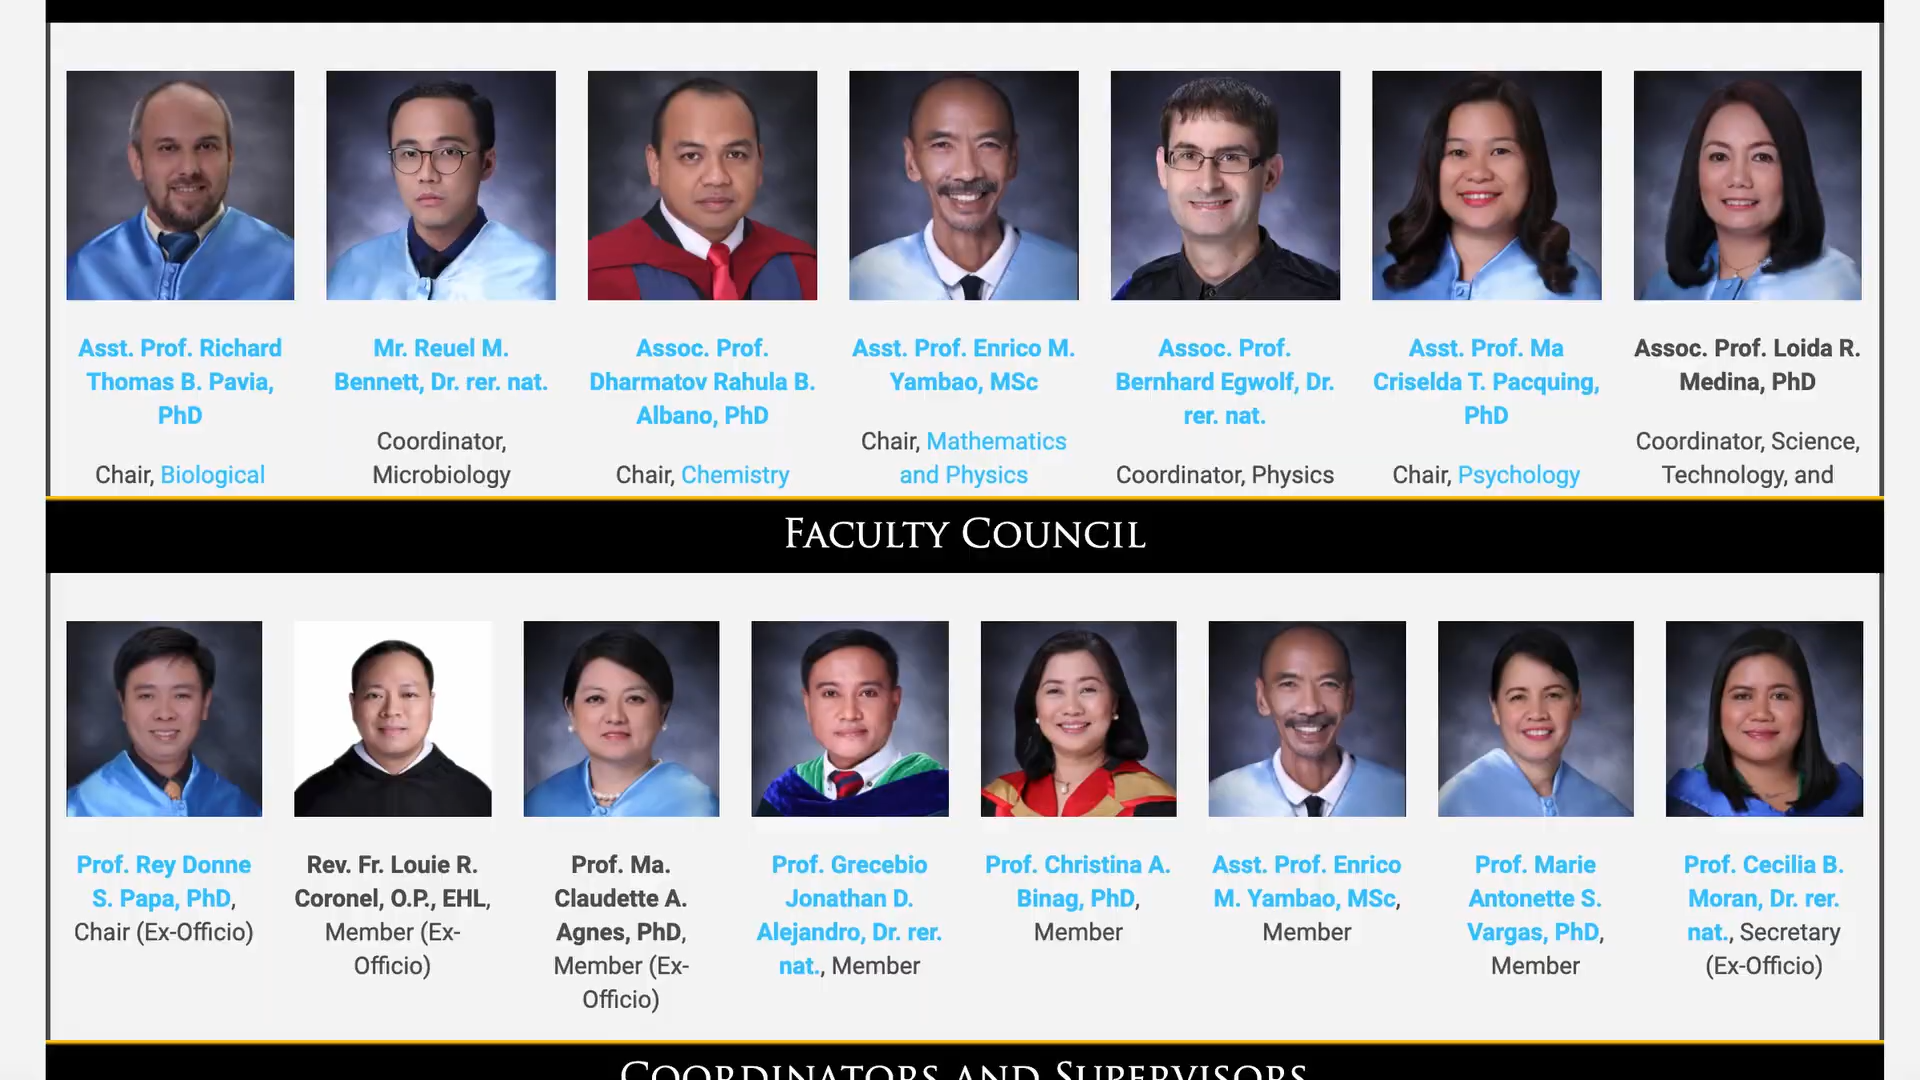 Asst. Prof. Richard
Thomas B. Pavia,
PhD
Chair, Biological
Mr. Reuel M.
Bennett, Dr. rer. nat.
Coordinator,
Microbiology
Assoc. Prof.
Dharmatov Rahula B.
Albano, PhD
Chair, Chemistry
Asst. Prof. Enrico M.
Yambao, MSc
Chair, Mathematics
and Physics
Assoc. Prof.
Bernhard Egwolf, Dr.
rer. nat.
Coordinator, Physics
Asst. Prof. Ma
Criselda T. Pacquing,
PhD
Chair, Psychology
Assoc. Prof. Loida R.
Medina, PhD
Coordinator, Science,
Technology, and
FACULTY COUNCIL
Prof. Rey Donne
S. Papa, PhD,
Chair (Ex-Officio)
Rev. Fr. Louie R.
Coronel, O.P., EHL,
Member (Ex-
Officio)
Prof. Ma.
Claudette A.
Agnes, PhD,
Member (Ex-
Officio)
Prof. Grecebio
Jonathan D.
Alejandro, Dr. rer.
nat., Member
Prof. Christina A.
Binag, PhD,
Member
Asst. Prof. Enrico
M. Yambao, MSc,
Member
Prof. Marie
Antonette S.
Vargas, PhD,
Member
Prof. Cecilia B.
Moran, Dr. rer.
nat., Secretary
(Ex-Officio)
COORDINATORS AND SUPERVISORS